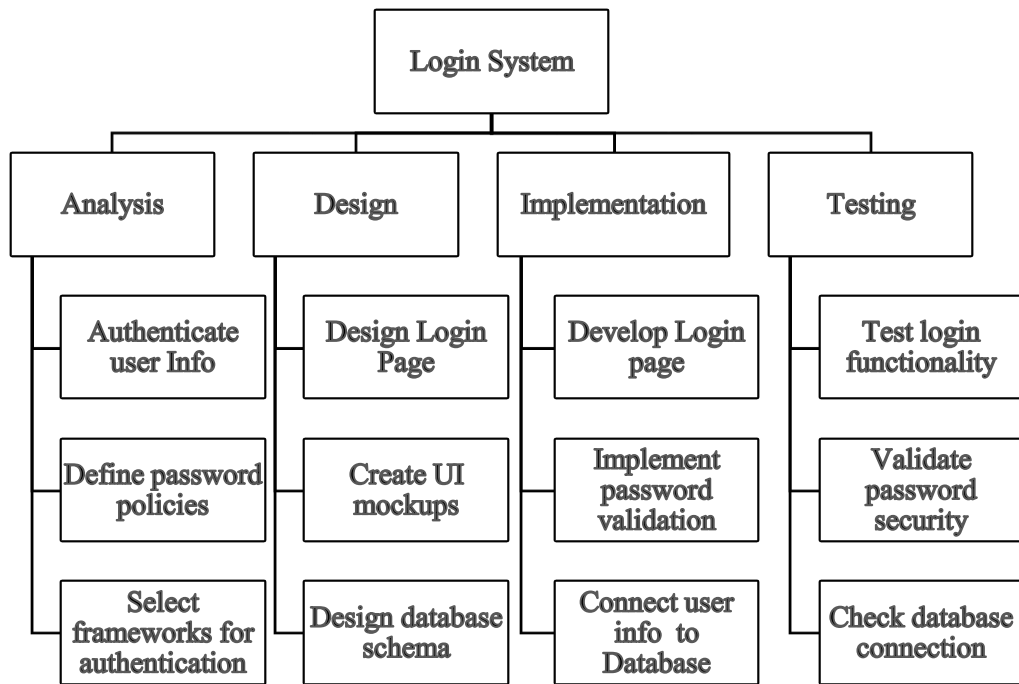 Login System
Analysis
Design
Implementation
Testing
Authenticate
user Info
Design Login
Page
Develop Login
page
Test login
functionality
Define password
policies
Create UI
mockups
Implement
password
validation
Validate
password
security
Select
frameworks for
authentication
Design database
schema
Connect user
info to
Database
Check database
connection